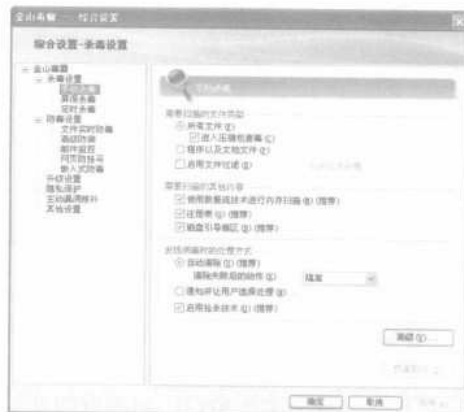 金山毒霸 - 综合设置
综合设置-杀毒设置
金山毒霸
杀毒设置
手动杀毒
屏保杀毒
定时杀毒
防毒设置
文件实时防毒
高级防御
邮件监控
网页防挂马
嵌入式防毒
升级设置
隐私保护
主动漏洞修补
其他设置
手动杀毒
需要扫描的文件类型
所有文件(F)
进入压缩包查毒(C)
程序以及文档文件(P)
启用文件过滤(L)
需要扫描的其他内容
使用数据流技术进行内存扫描(M)(推荐)
注册表(G)(推荐)
磁盘引导扇区(B)(推荐)
发现病毒时的处理方式
自动清除(D)(推荐)
清除失败后的动作(E)
隔离
通知并让用户选择处理(N)
启用抢杀技术(Q)(推荐)
高级(V)...
确定
取消